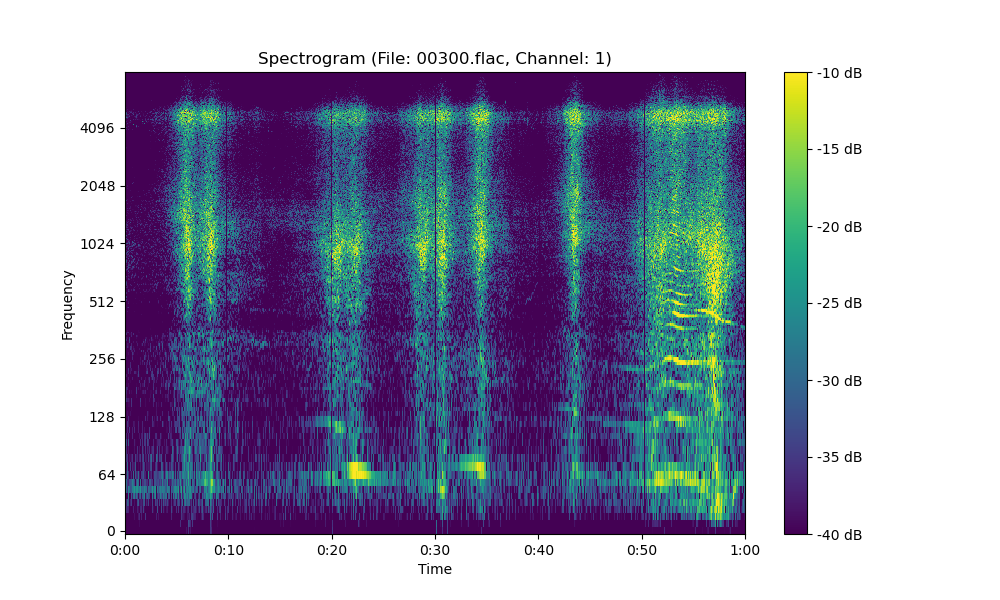 Spectrogram (File: 00300.flac, Channel: 1)
-10 dB
4096
-15 dB
2048
-20 dB
1024
Frequency
512
-25 dB
256
-30 dB
128
-35 dB
64
0
-40 dB
0:00 0:10 0:20 0:30 0:40 0:50 1:00
Time